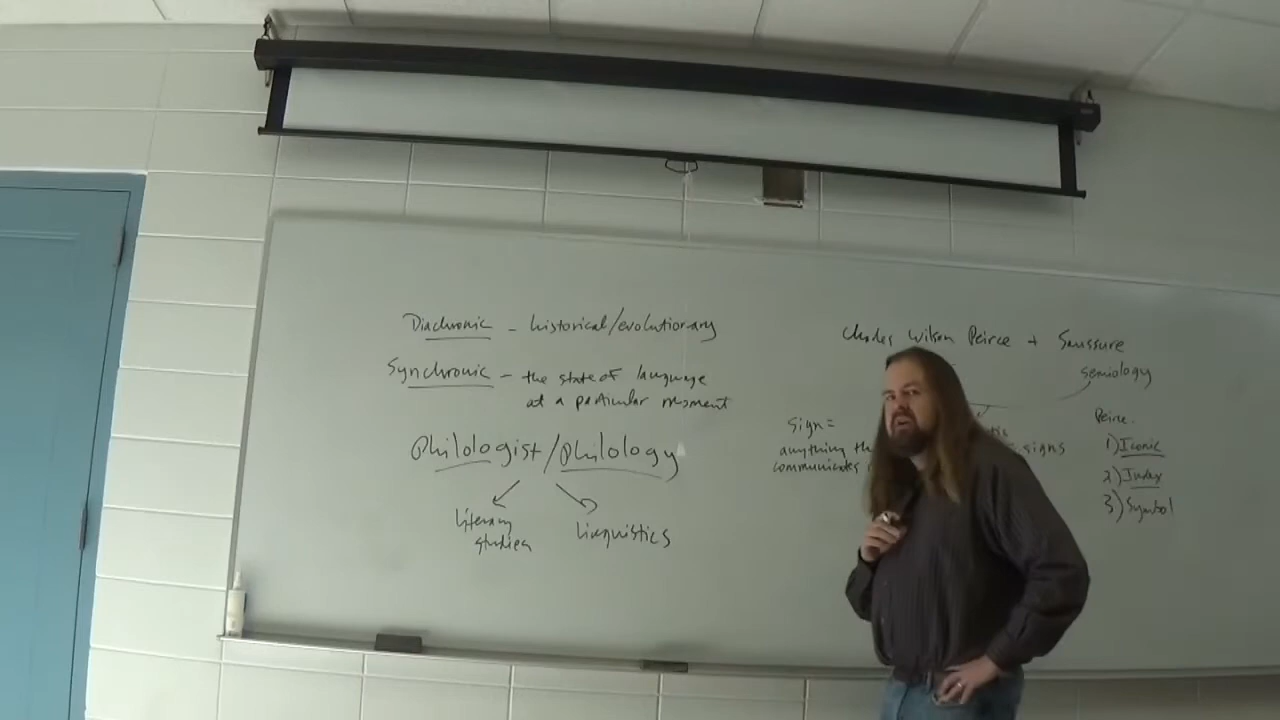 Diachronic - historical/evolutionary
Synchronic - the state of language
at a particular moment
Philologist/philology
literary
studies
linguistics
Charles Wilson Peirce + Saussure
semiology
Sign=
anything
communicates
signs
Peirce.
1) Iconic
2) Index
3) Symbol